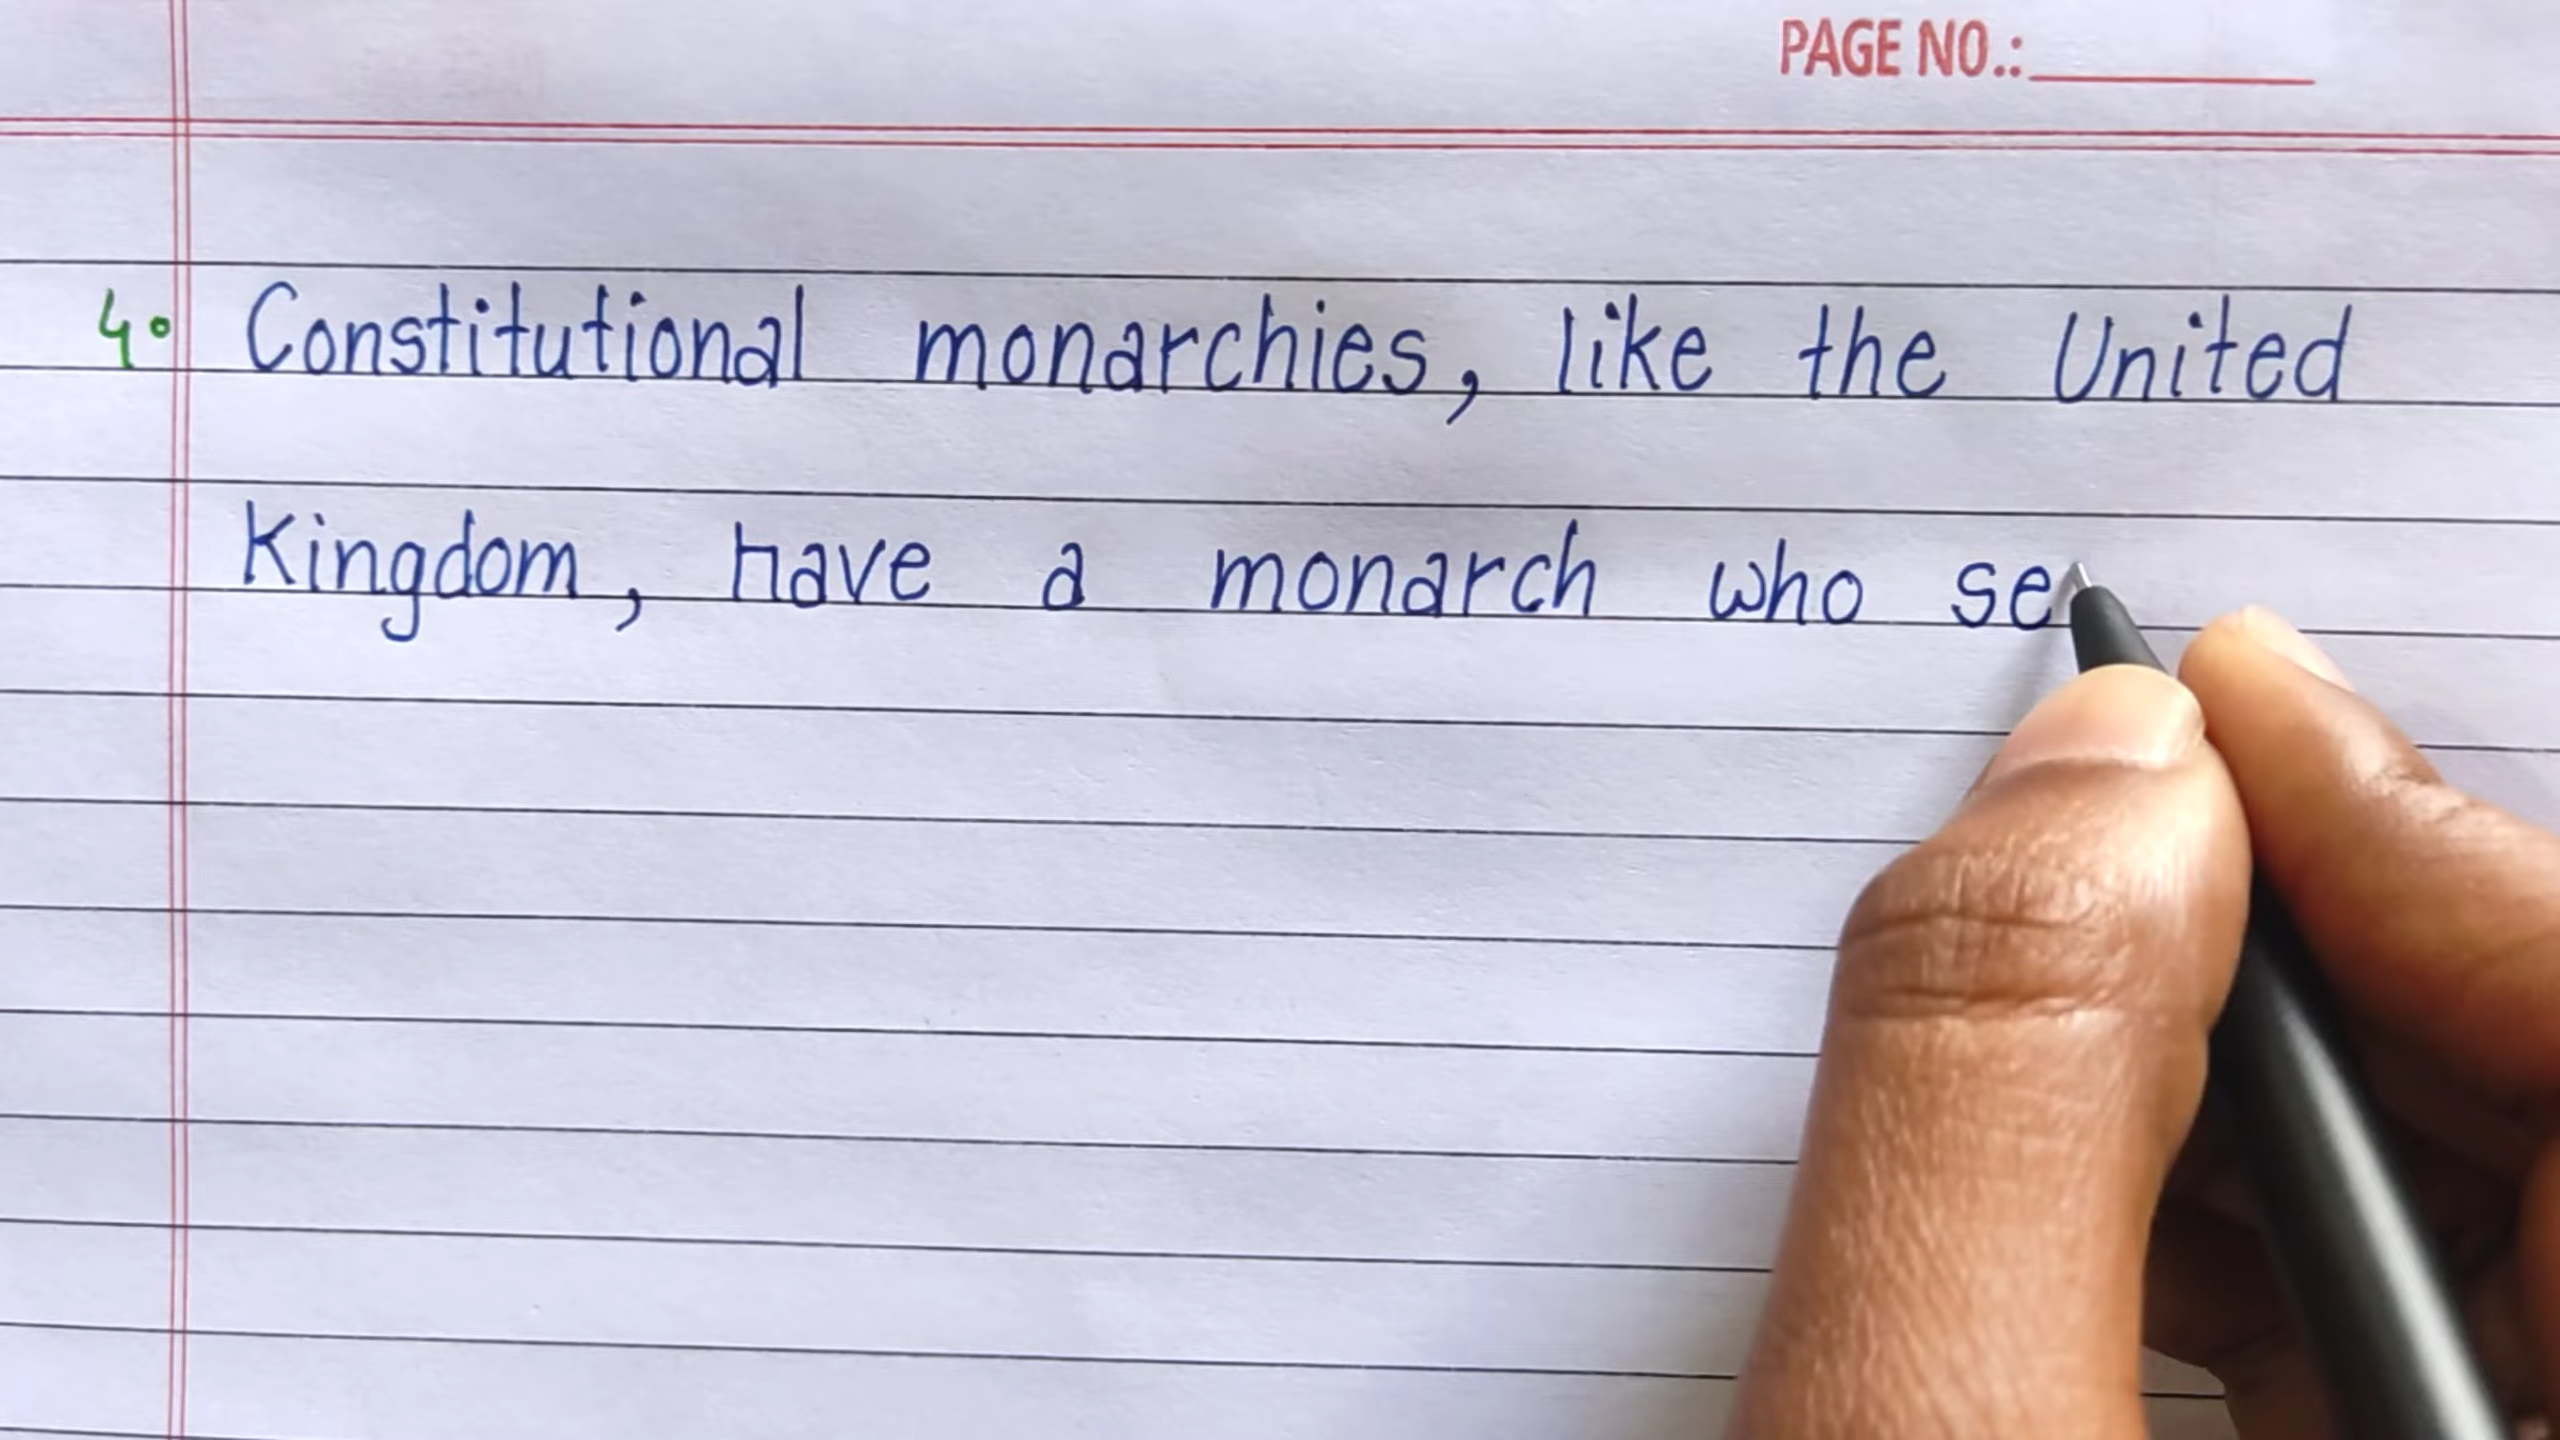 PAGE NO.:
4. Constitutional monarchies, like the United
Kingdom, have a monarch who se